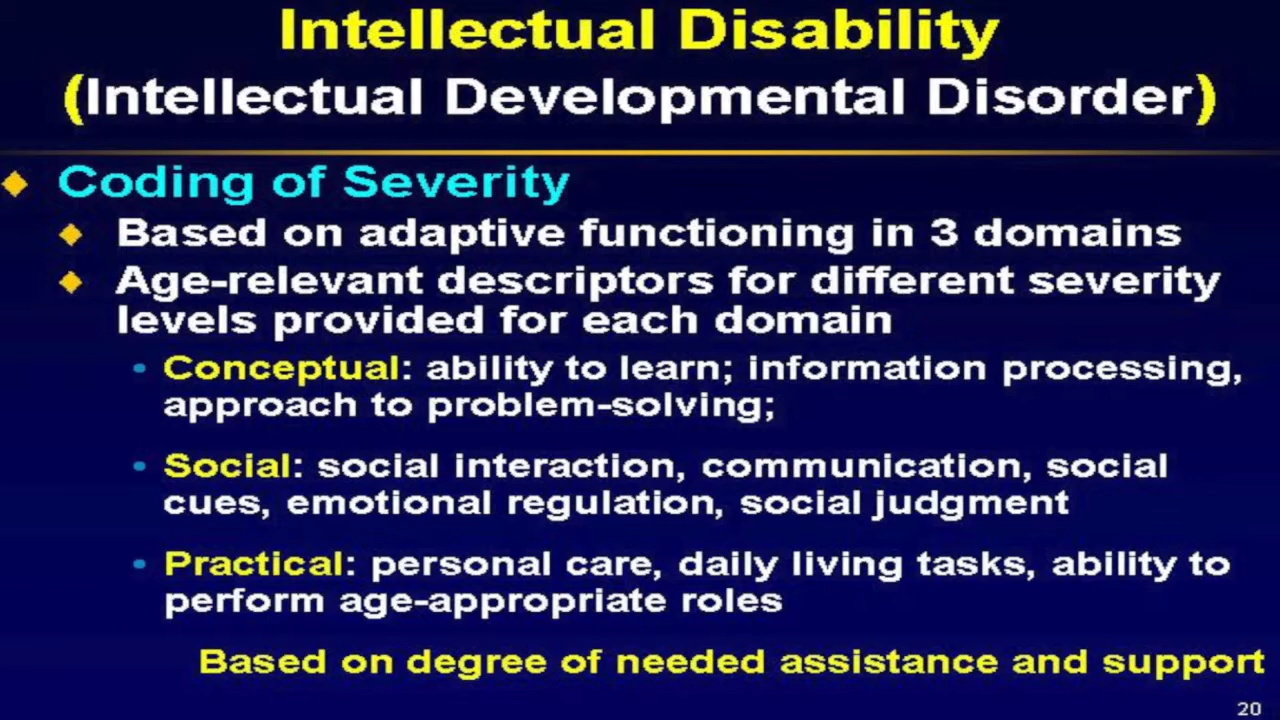 Intellectual Disability
(Intellectual Developmental Disorder)
Coding of Severity
Based on adaptive functioning in 3 domains
Age-relevant descriptors for different severity
levels provided for each domain
Conceptual: ability to learn; information processing,
approach to problem-solving;
Social: social interaction, communication, social
cues, emotional regulation, social judgment
Practical: personal care, daily living tasks, ability to
perform age-appropriate roles
Based on degree of needed assistance and support
20